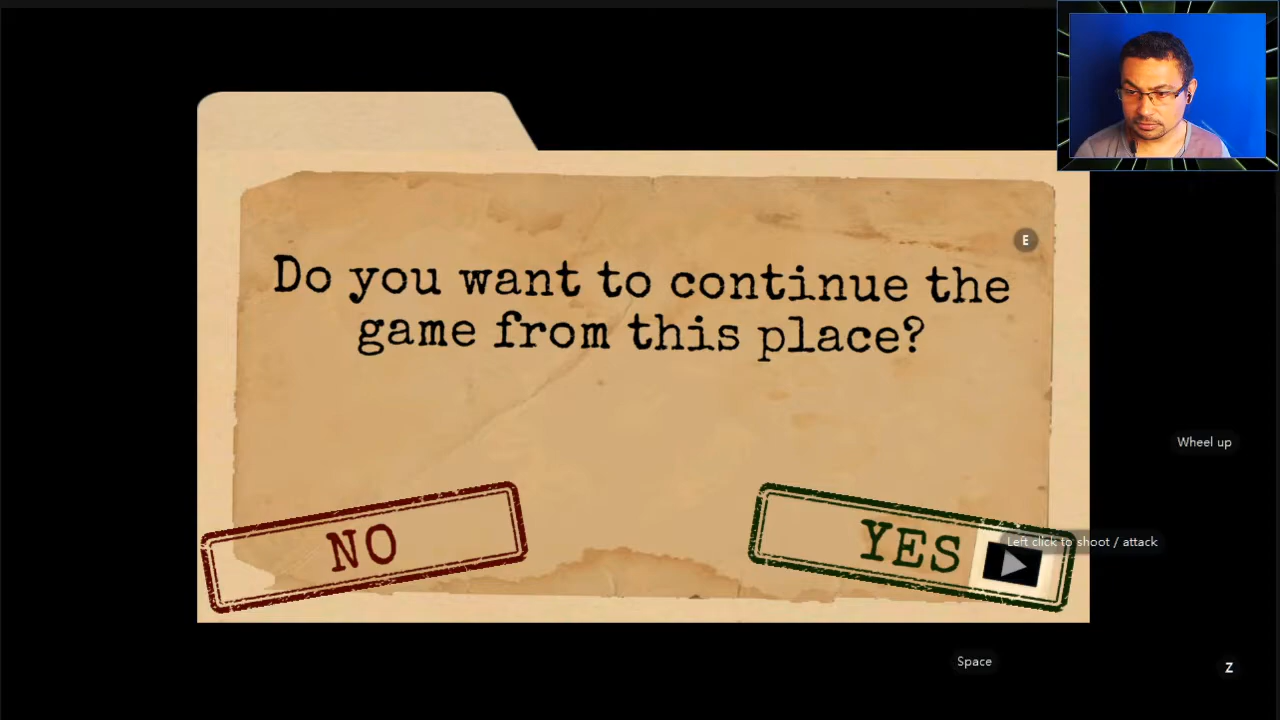 E
Do you want to continue the
game from this place?
Wheel up
NO
YES
Left click to shoot / attack
Space
Z